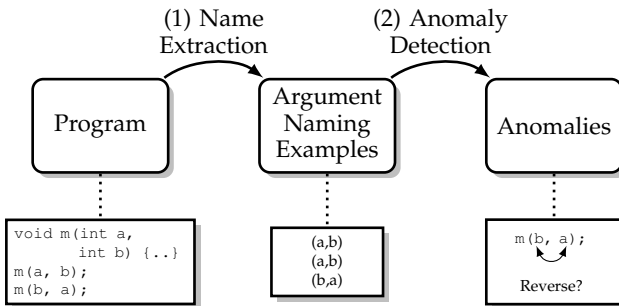 (1) Name
Extraction
(2) Anomaly
Detection
Program
Argument
Naming
Examples
Anomalies
void m(int a,
int b) {..}
m(a, b);
m(b, a);
(a,b)
(a,b)
(b,a)
m(b, a);
Reverse?